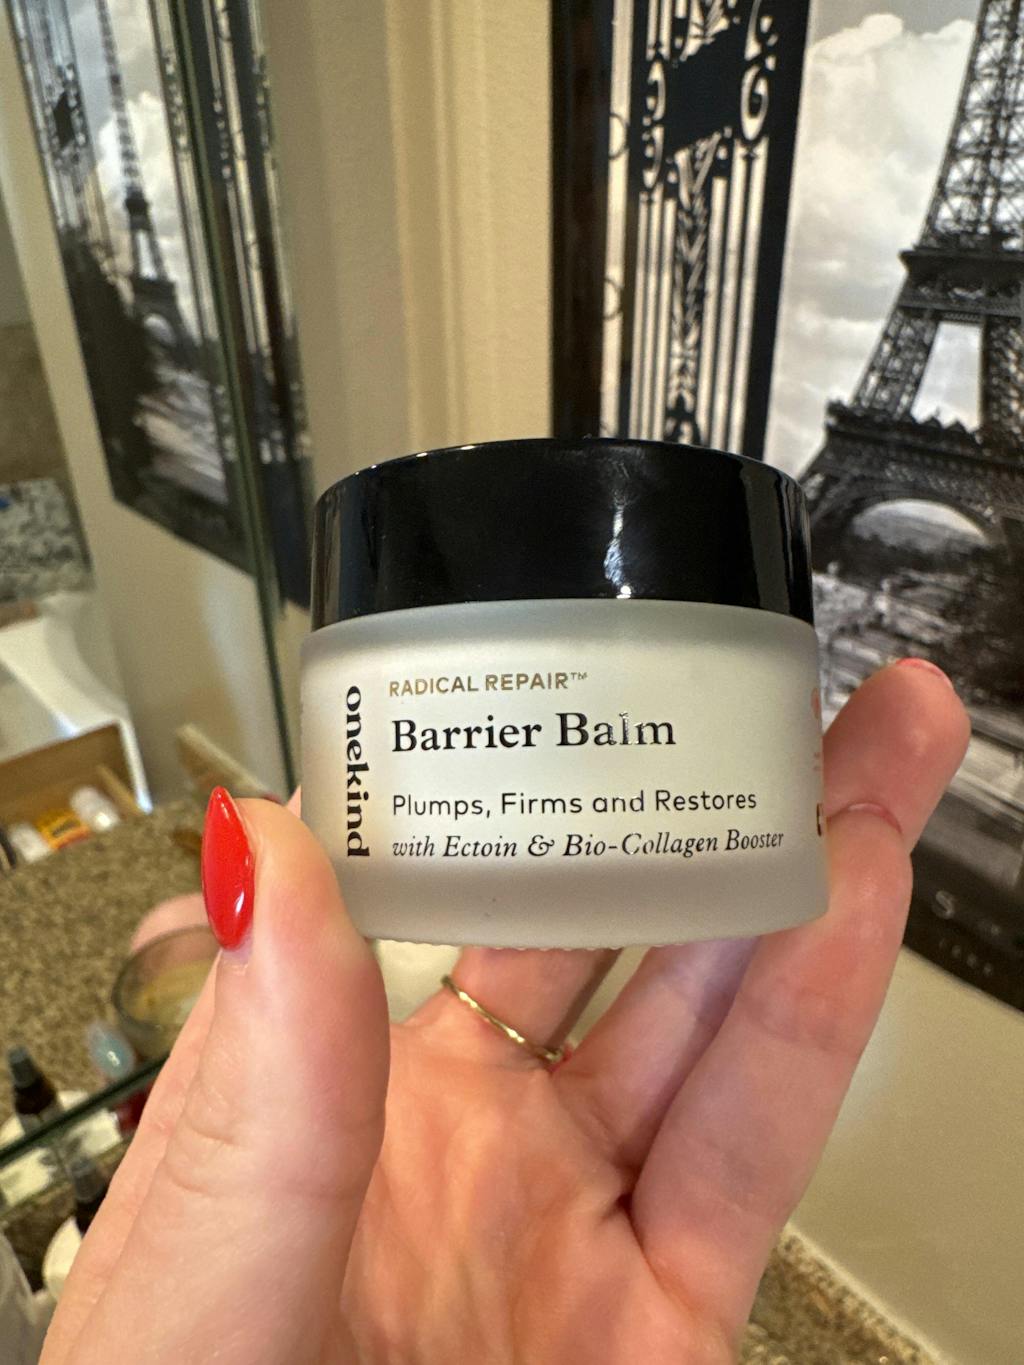 onekind
RADICAL REPAIR™
Barrier Balm
Plumps, Firms and Restores
with Ectoin & Bio-Collagen Booster